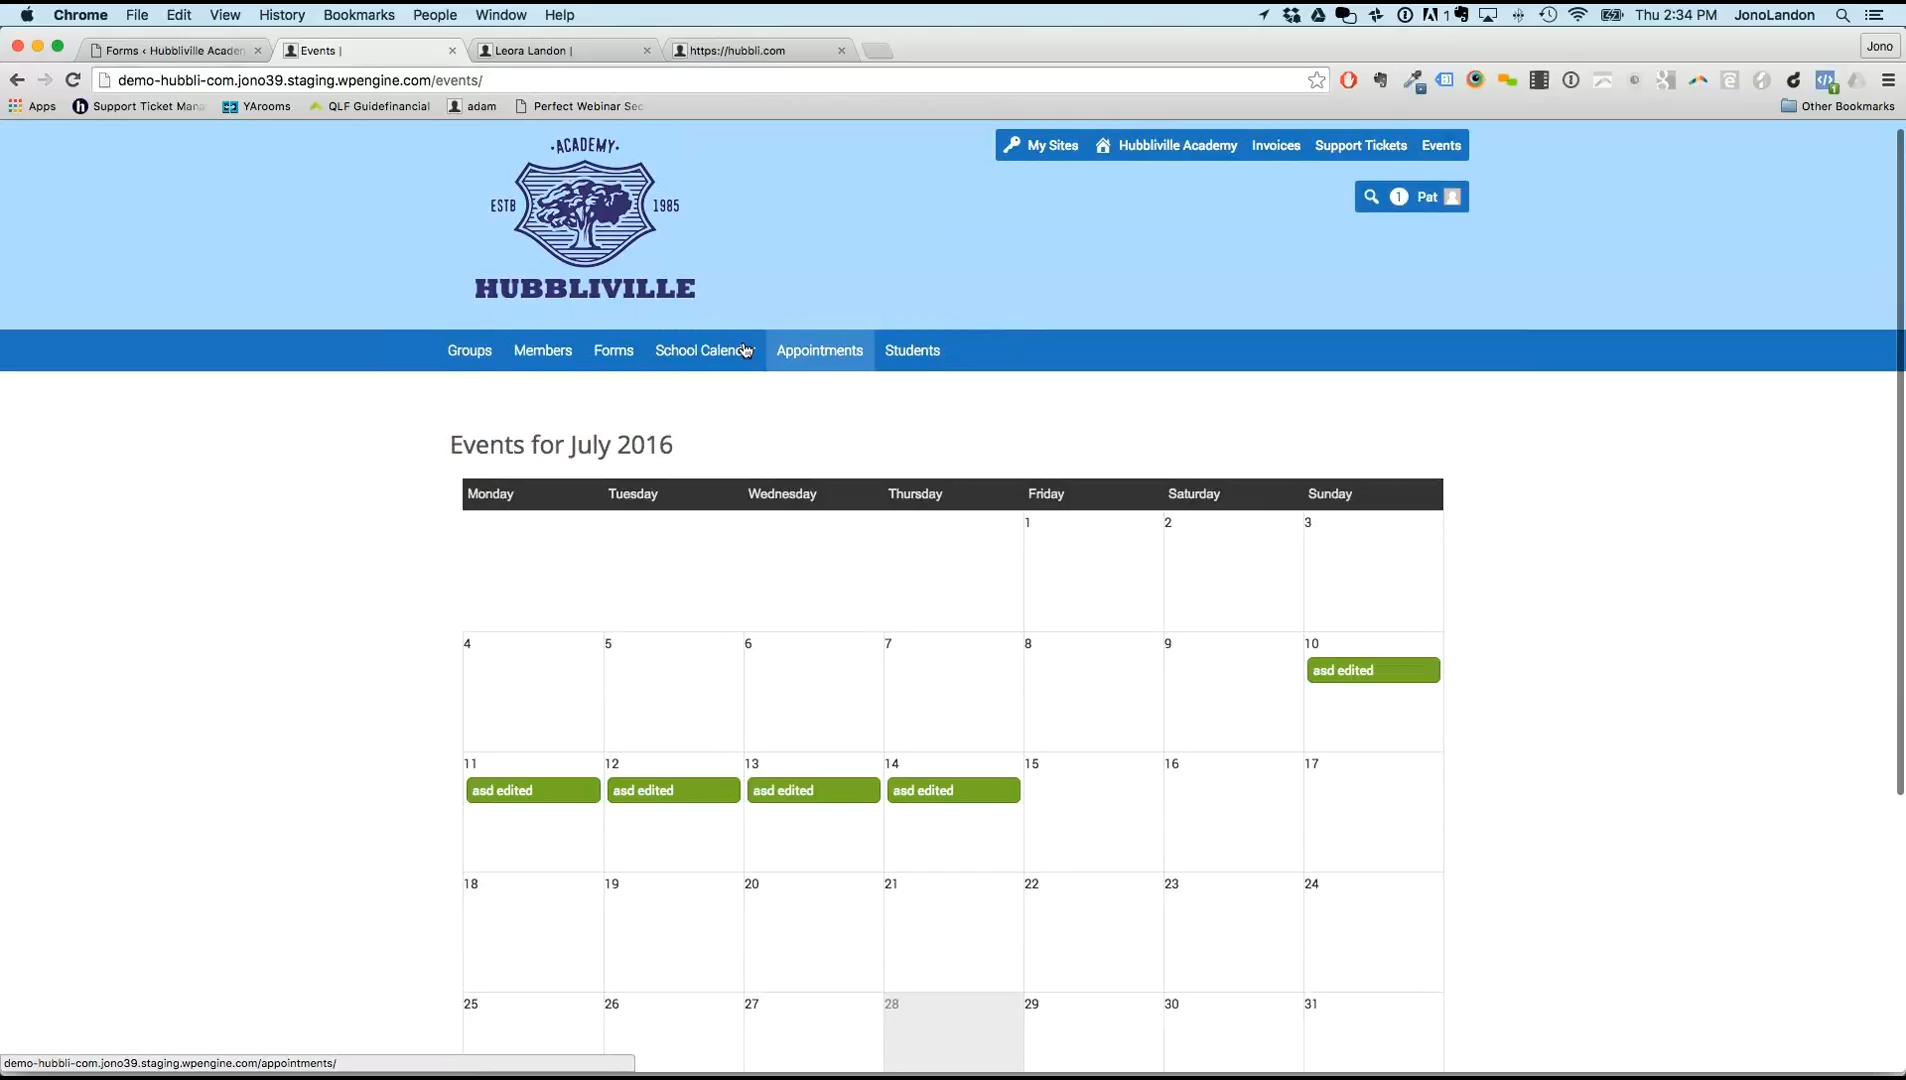 Chrome File Edit View History Bookmarks People Window Help
1 Thu 2:34 PM JonoLandon
Forms ‹ Hubbliville Acader
Events |
Leora Landon |
https://hubbli.com
Jono
demo-hubbli-com.jono39.staging.wpengine.com/events/
Apps Support Ticket Mana YArooms QLF Guidefinancial adam Perfect Webinar Sec Other Bookmarks
·ACADEMY·
ESTB 1985
HUBBLIVILLE
My Sites Hubbliville Academy Invoices Support Tickets Events
1 Pat
Groups Members Forms School Calen Appointments Students
Events for July 2016
Monday Tuesday Wednesday Thursday Friday Saturday Sunday
1 2 3
4 5 6 7 8 9 10
asd edited
11 12 13 14 15 16 17
asd edited asd edited asd edited asd edited
18 19 20 21 22 23 24
25 26 27 28 29 30 31
demo-hubbli-com.jono39.staging.wpengine.com/appointments/